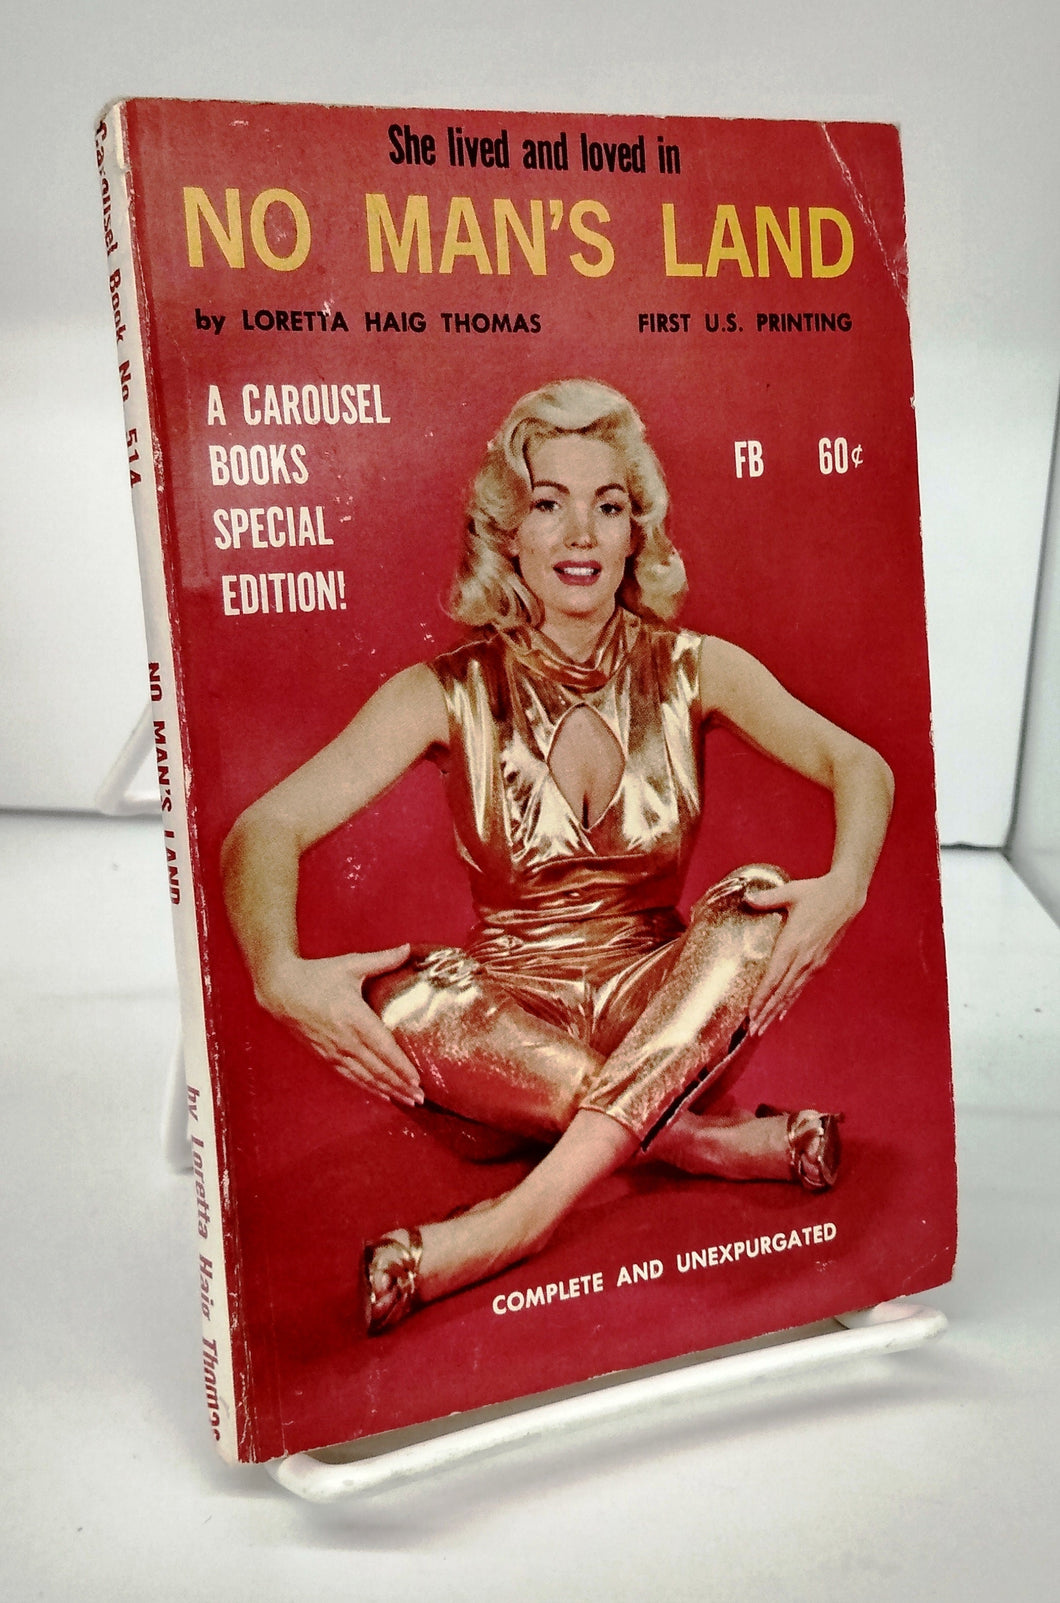 She lived and loved in
NO MAN'S LAND
by LORETTA HAIG THOMAS FIRST U.S. PRINTING
A CAROUSEL
BOOKS
SPECIAL
EDITION!
FB 60¢
COMPLETE AND UNEXPURGATED
Carousel Book No. 514 NO MAN'S LAND by Loretta Haig Thomas